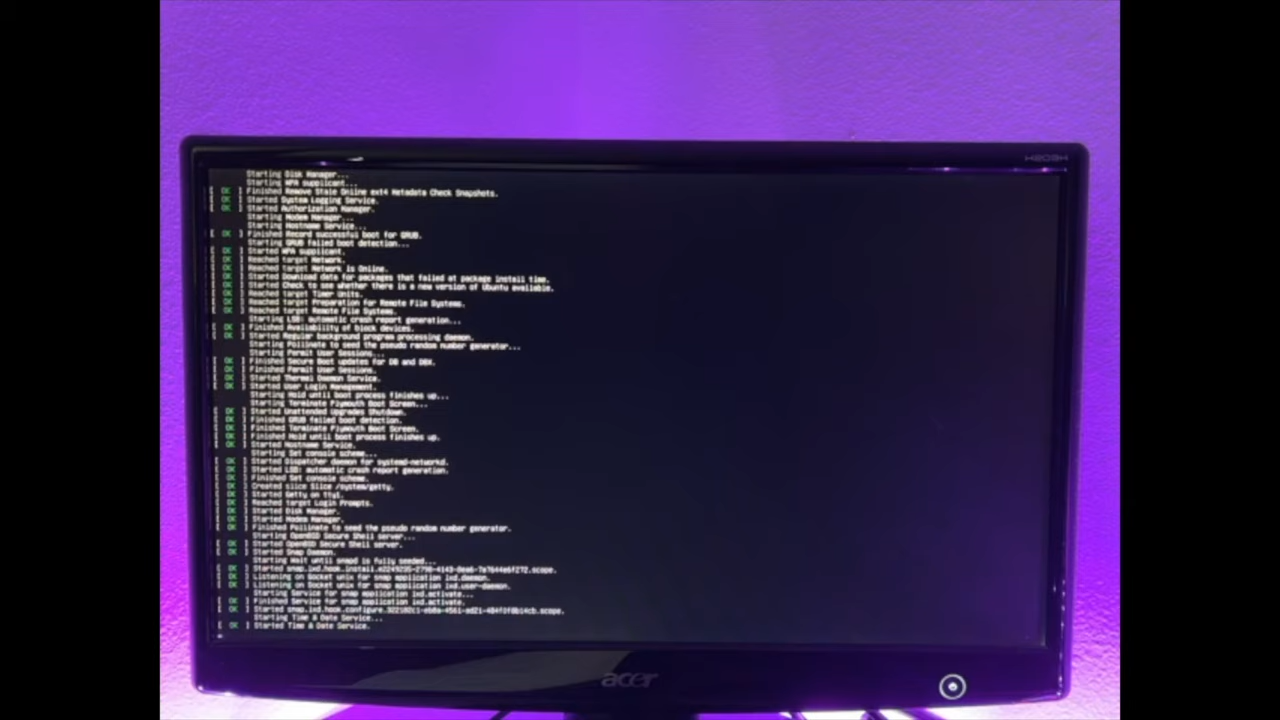 H203H
Starting Disk Manager...
Starting WPA supplicant...
[ OK ] Finished Remove Stale Online ext4 Metadata Check Snapshots.
[ OK ] Started System Logging Service.
[ OK ] Started Authorization Manager.
Starting Modem Manager...
Starting Hostname Service...
[ OK ] Finished Record successful boot for GRUB.
Starting GRUB failed boot detection...
[ OK ] Started WPA supplicant.
[ OK ] Reached target Network.
[ OK ] Reached target Network is Online.
[ OK ] Started Download data for packages that failed at package install time.
[ OK ] Started Check to see whether there is a new version of Ubuntu available.
[ OK ] Reached target Timer Units.
[ OK ] Reached target Preparation for Remote File Systems.
[ OK ] Reached target Remote File Systems.
Starting LSB: automatic crash report generation...
[ OK ] Finished Availability of block devices.
[ OK ] Started Regular background program processing daemon.
Starting Pollinate to seed the pseudo random number generator...
Starting Permit User Sessions...
[ OK ] Finished Secure Boot updates for DB and DBX.
[ OK ] Finished Permit User Sessions.
[ OK ] Started Thermal Daemon Service.
[ OK ] Started User Login Management.
Starting Hold until boot process finishes up...
Starting Terminate Plymouth Boot Screen...
[ OK ] Started Unattended Upgrades Shutdown.
[ OK ] Finished GRUB failed boot detection.
[ OK ] Finished Terminate Plymouth Boot Screen.
[ OK ] Finished Hold until boot process finishes up.
[ OK ] Started Hostname Service.
Starting Set console scheme...
[ OK ] Started Dispatcher daemon for systemd-networkd.
[ OK ] Started LSB: automatic crash report generation.
[ OK ] Finished Set console scheme.
[ OK ] Created slice Slice /system/getty.
[ OK ] Started Getty on tty1.
[ OK ] Reached target Login Prompts.
[ OK ] Started Disk Manager.
[ OK ] Started Modem Manager.
[ OK ] Finished Pollinate to seed the pseudo random number generator.
Starting OpenBSD Secure Shell server...
[ OK ] Started OpenBSD Secure Shell server.
[ OK ] Started Snap Daemon.
Starting Wait until snapd is fully seeded...
[ OK ] Started
[ OK ] Listening on Socket unix for snap application lxd.daemon.
[ OK ] Listening on Socket unix for snap application lxd.user-daemon.
Starting Service for snap application lxd.activate...
[ OK ] Finished Service for snap application lxd.activate.
[ OK ] Started
Starting Time & Date Service...
[ OK ] Started Time & Date Service.
acer